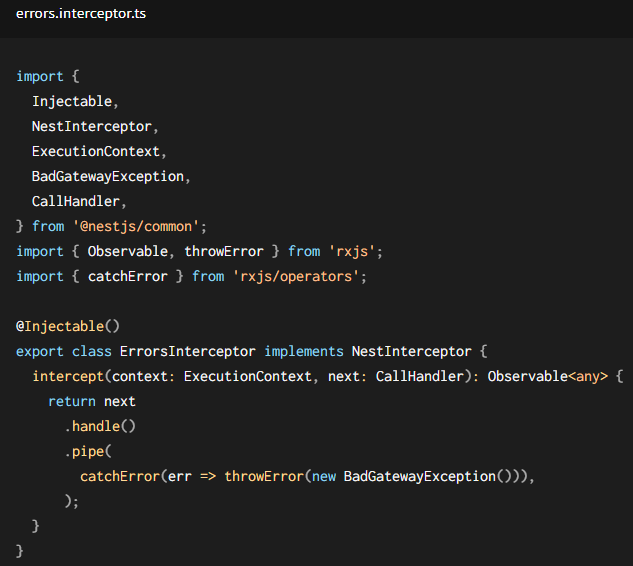 errors.interceptor.ts
import {
  Injectable,
  NestInterceptor,
  ExecutionContext,
  BadGatewayException,
  CallHandler,
} from '@nestjs/common';
import { Observable, throwError } from 'rxjs';
import { catchError } from 'rxjs/operators';
@Injectable()
export class ErrorsInterceptor implements NestInterceptor {
  intercept(context: ExecutionContext, next: CallHandler): Observable<any> {
    return next
      .handle()
      .pipe(
        catchError(err => throwError(new BadGatewayException())),
      );
  }
}